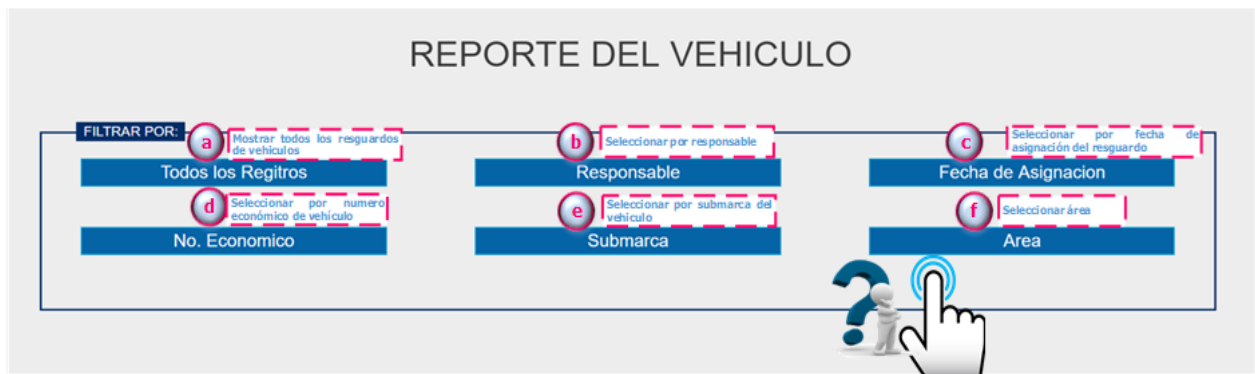 REPORTE DEL VEHICULO
FILTRAR POR:
a
Mostrar todos los resguardos
de vehículos
Todos los Regitros
b
Seleccionar por responsable
Responsable
c
Seleccionar por fecha de
asignación del resguardo
Fecha de Asignacion
d
Seleccionar por numero
económico de vehículo
No. Economico
e
Seleccionar por submarca del
vehículo
Submarca
f
Seleccionar área
Area